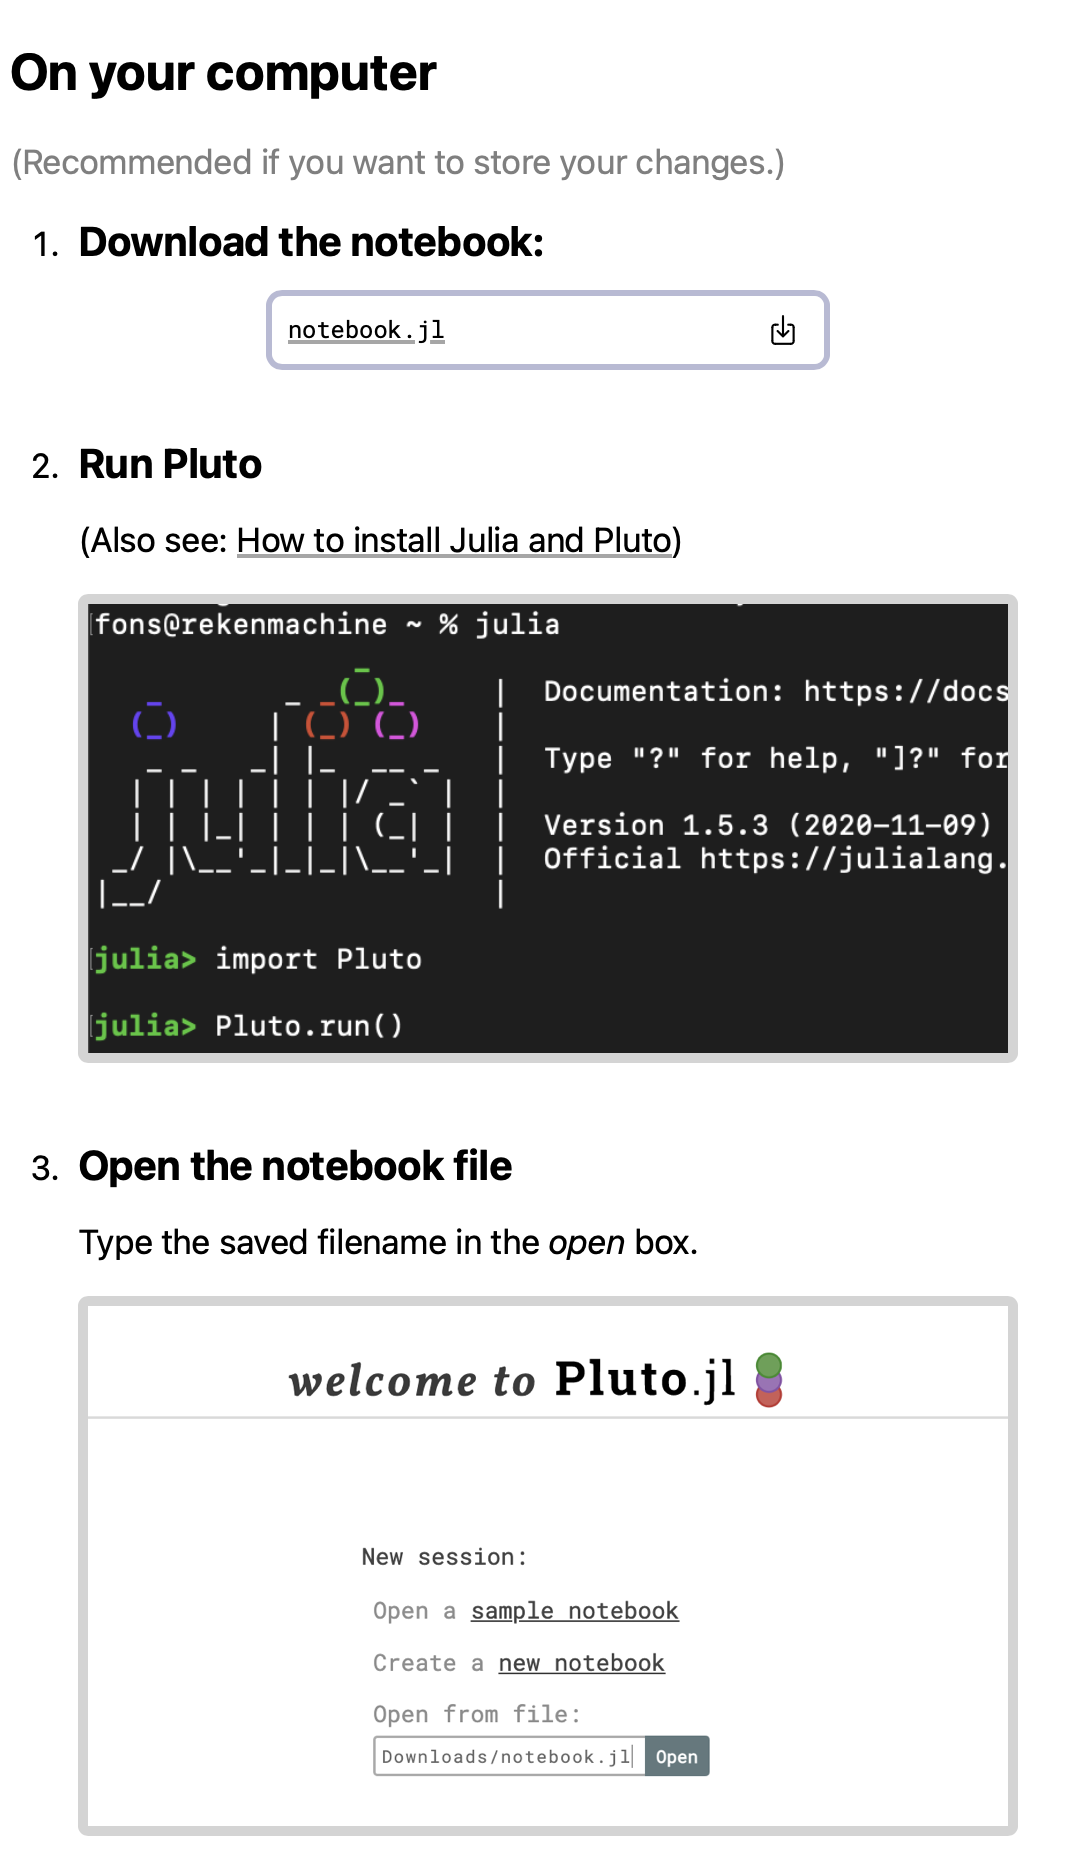 On your computer
(Recommended if you want to store your changes.)
1. Download the notebook:
notebook.jl
2. Run Pluto
(Also see: How to install Julia and Pluto)
fons@rekenmachine ~ % julia
Documentation: https://docs
Type "?" for help, "]?" for
Version 1.5.3 (2020-11-09)
Official https://julialang.
julia> import Pluto
julia> Pluto.run()
3. Open the notebook file
Type the saved filename in the open box.
welcome to Pluto.jl
New session:
Open a sample notebook
Create a new notebook
Open from file:
Downloads/notebook.jl Open